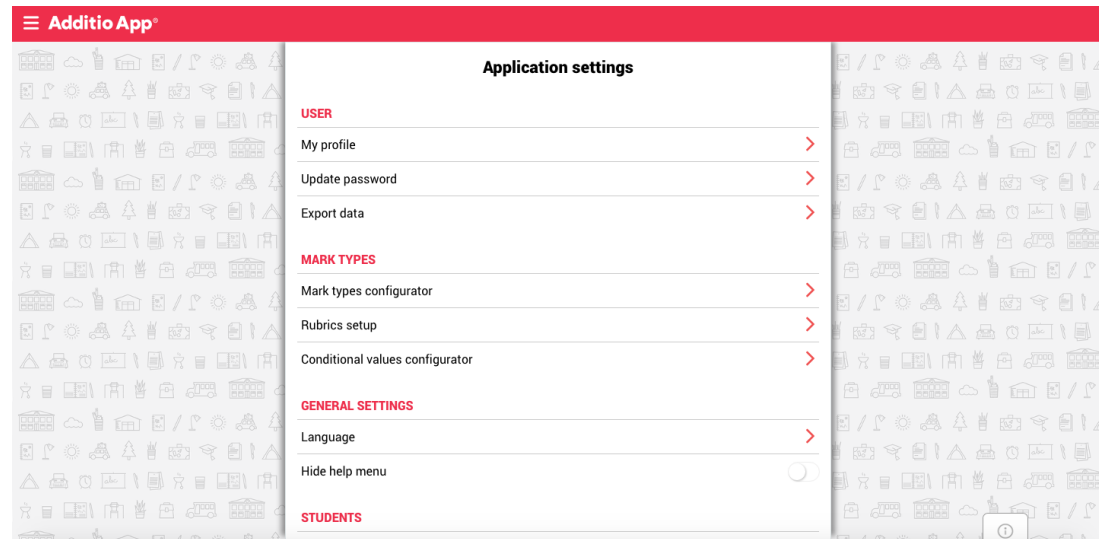 Additio App®
Application settings
USER
My profile
Update password
Export data
MARK TYPES
Mark types configurator
Rubrics setup
Conditional values configurator
GENERAL SETTINGS
Language
Hide help menu
STUDENTS